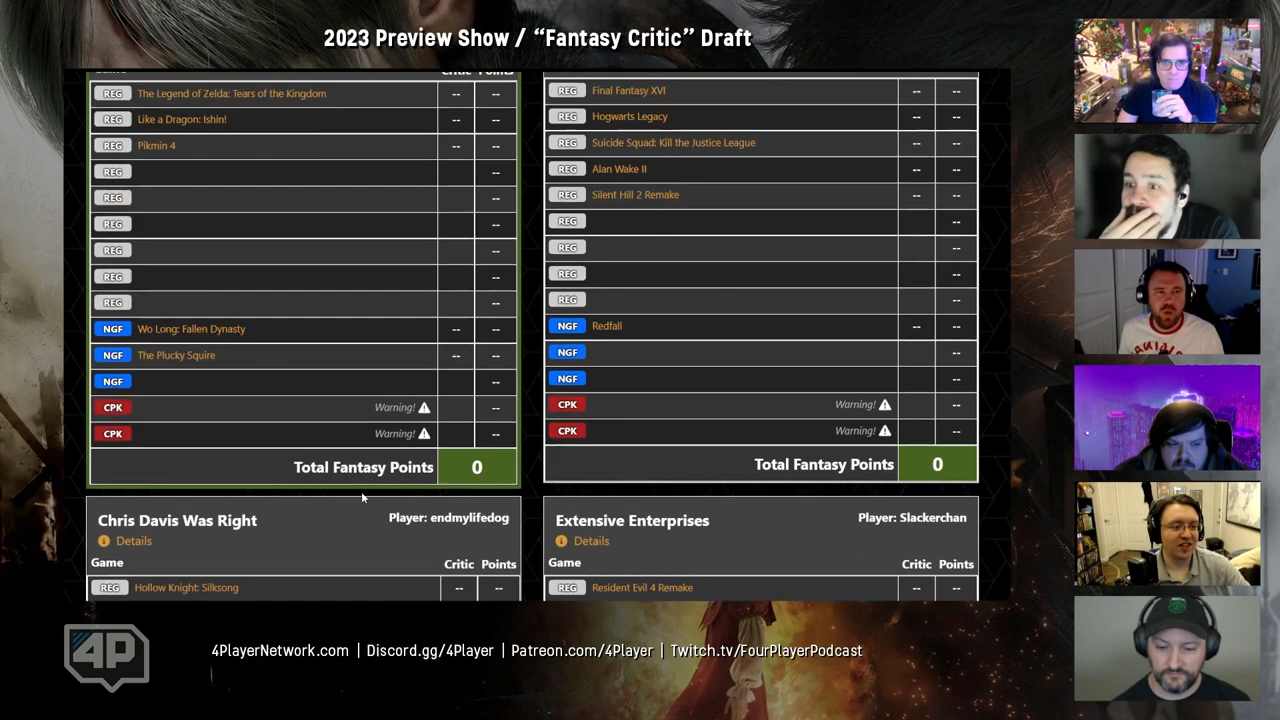 2023 Preview Show / “Fantasy Critic” Draft
Critic Points
REG The Legend of Zelda: Tears of the Kingdom -- --
REG Like a Dragon: Ishin! -- --
REG Pikmin 4 -- --
REG --
REG --
REG --
REG --
REG --
REG --
NGF Wo Long: Fallen Dynasty -- --
NGF The Plucky Squire -- --
NGF --
CPK Warning! --
CPK Warning! --
Total Fantasy Points 0
REG Final Fantasy XVI -- --
REG Hogwarts Legacy -- --
REG Suicide Squad: Kill the Justice League -- --
REG Alan Wake II -- --
REG Silent Hill 2 Remake -- --
REG --
REG --
REG --
REG --
NGF Redfall -- --
NGF --
NGF --
CPK Warning! --
CPK Warning! --
Total Fantasy Points 0
Chris Davis Was Right Player: endmylifedog
Details
Game Critic Points
REG Hollow Knight: Silksong -- --
Extensive Enterprises Player: Slackerchan
Details
Game Critic Points
REG Resident Evil 4 Remake -- --
4P
4PlayerNetwork.com | Discord.gg/4Player | Patreon.com/4Player | Twitch.tv/FourPlayerPodcast